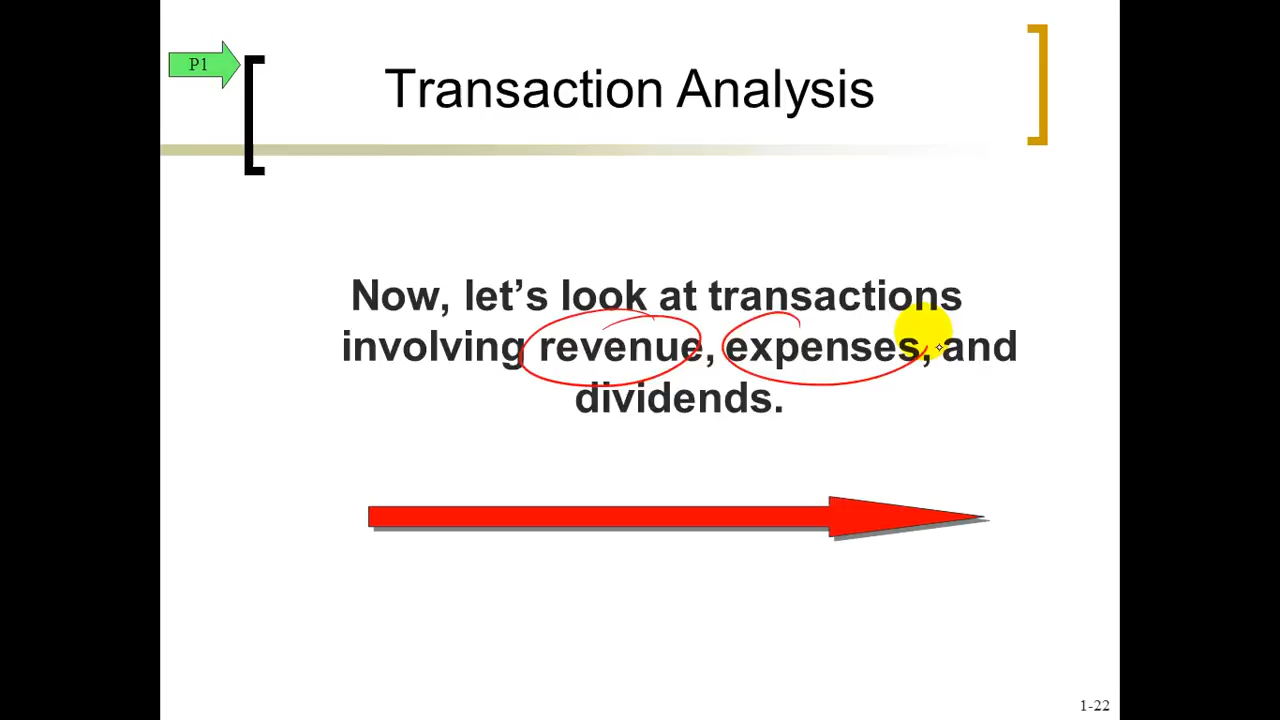 P1
Transaction Analysis
Now, let’s look at transactions
involving revenue, expenses, and
dividends.
1-22